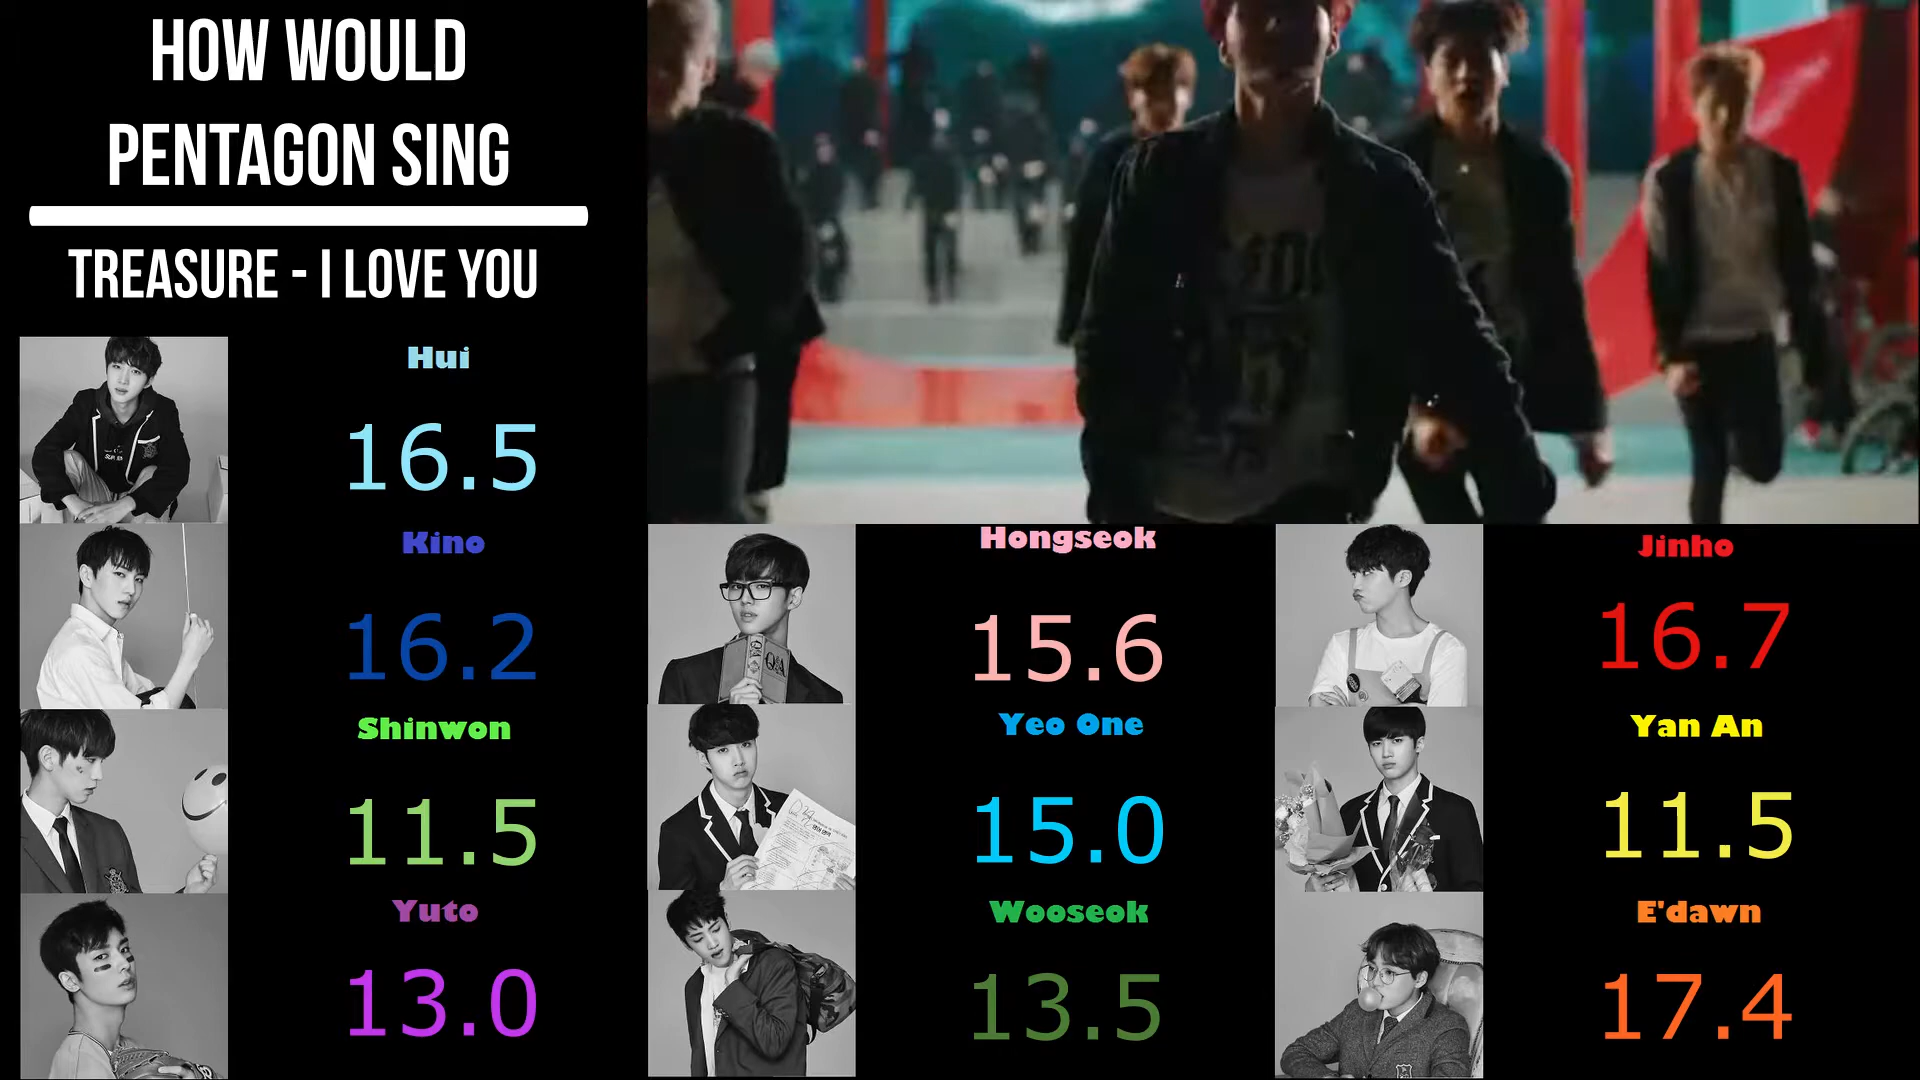 HOW WOULD
PENTAGON SING
TREASURE - I LOVE YOU
Hui
16.5
Kino
16.2
Hongseok
15.6
Jinho
16.7
Shinwon
11.5
Yeo One
15.0
Yan An
11.5
Yuto
13.0
Wooseok
13.5
E'dawn
17.4
Q&A